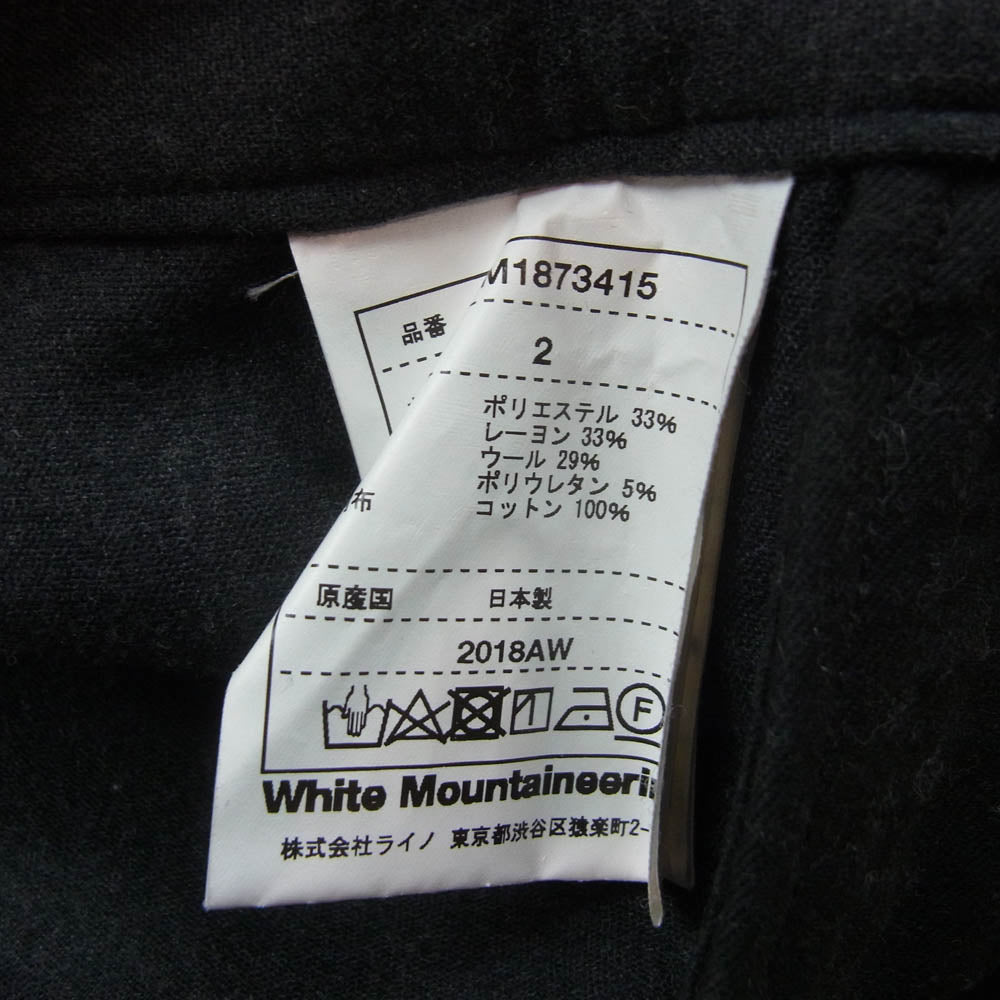 品番 M1873415
2
ポリエステル 33%
レーヨン 33%
ウール 29%
ポリウレタン 5%
布 コットン 100%
原産国 日本製
2018AW
F
White Mountaineeri
株式会社ライノ 東京都渋谷区猿楽町2-